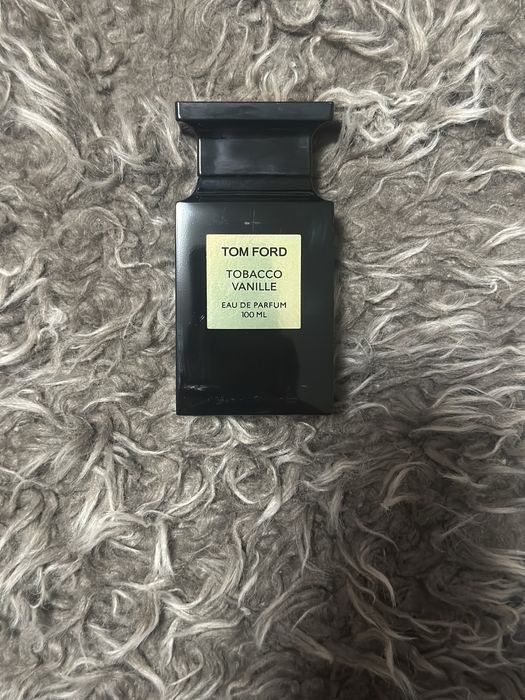 TOM FORD
TOBACCO
VANILLE
EAU DE PARFUM
100 ML